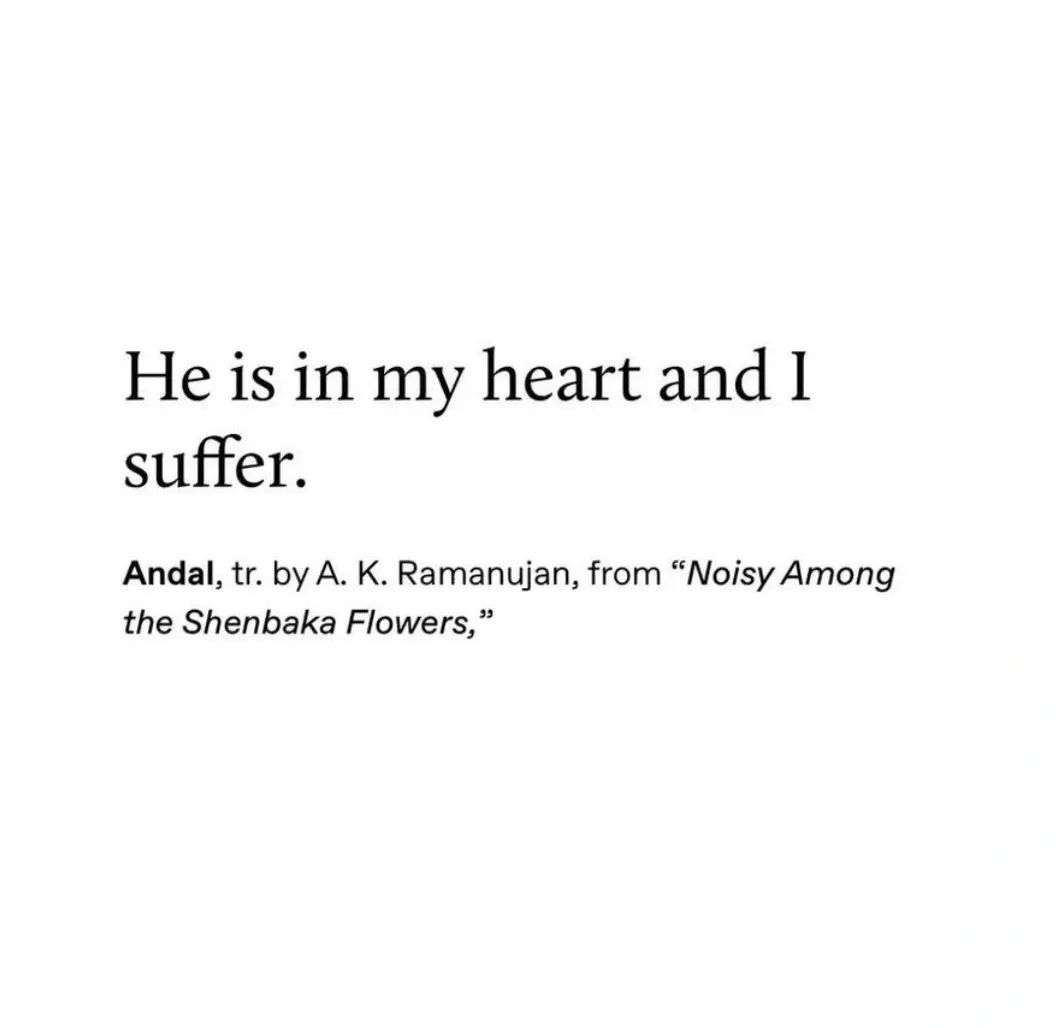 He is in my heart and I
suffer.
Andal, tr. by A. K. Ramanujan, from “Noisy Among
the Shenbaka Flowers,”